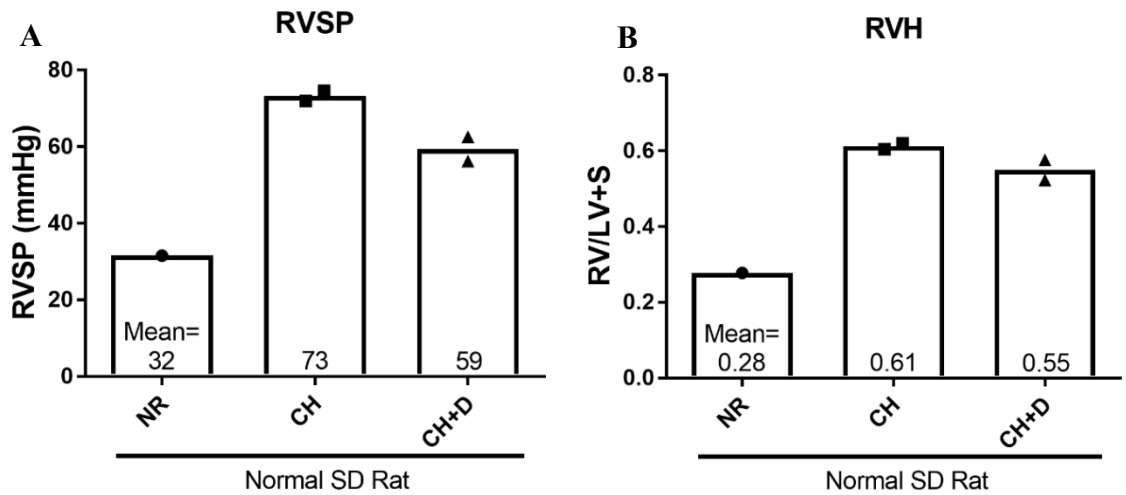 A
RVSP
RVSP (mmHg)
80
60
40
20
0
Mean=
32
73
59
NR
CH
CH+D
Normal SD Rat
B
RVH
RV/LV+S
0.8
0.6
0.4
0.2
0.0
Mean=
0.28
0.61
0.55
NR
CH
CH+D
Normal SD Rat